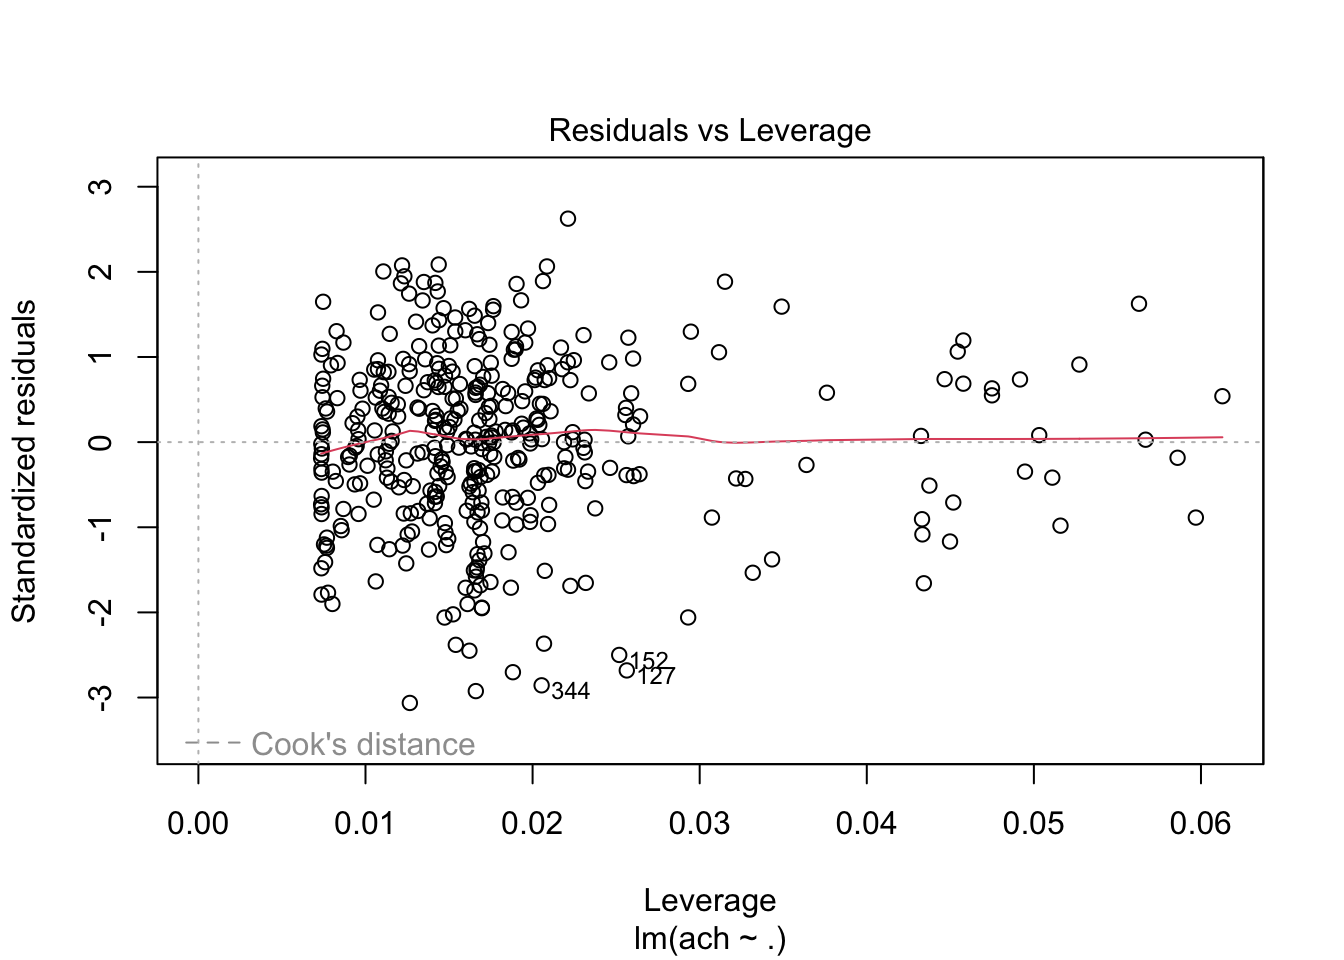 Residuals vs Leverage
Standardized residuals
3
2
1
0
-1
-2
-3
152
127
344
Cook's distance
0.00 0.01 0.02 0.03 0.04 0.05 0.06
Leverage
lm(ach ~ .)